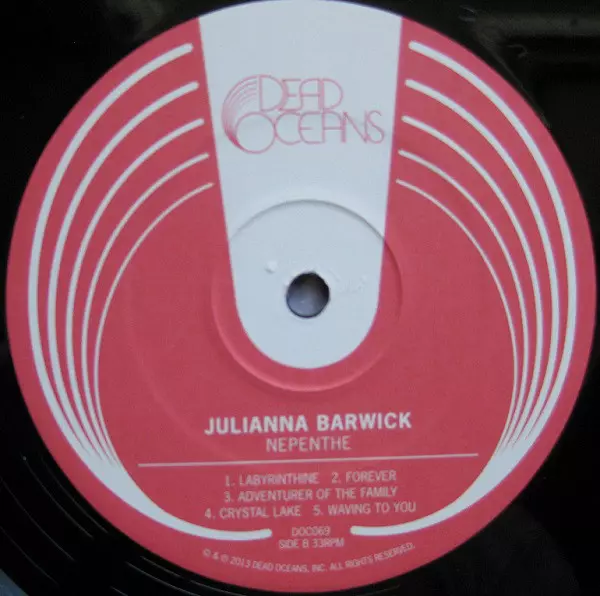 DEAD
OCEANS
JULIANNA BARWICK
NEPENTHE
1. LABYRINTHINE 2. FOREVER
3. ADVENTURER OF THE FAMILY
4. CRYSTAL LAKE 5. WAVING TO YOU
DOC069
SIDE B 33RPM
© & © 2013 DEAD OCEANS, INC. ALL RIGHTS RESERVED.